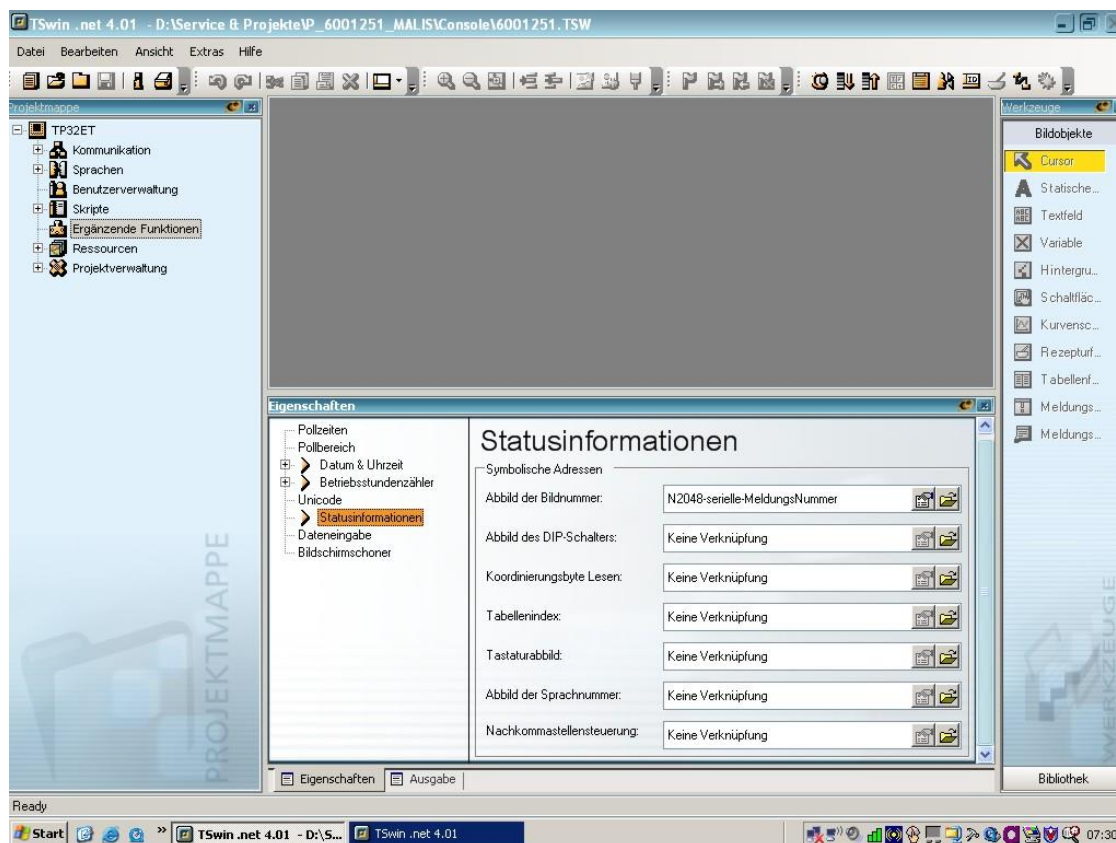 TSwin .net 4.01 - D:\Service & Projekte\P_6001251_MALIS\Console\6001251.TSW
Datei Bearbeiten Ansicht Extras Hilfe
Projektmappe
TP32ET
Kommunikation
Sprachen
Benutzerverwaltung
Skripte
Ergänzende Funktionen
Ressourcen
Projektverwaltung
PROJEKTMAPPE
Eigenschaften
Pollzeiten
Pollbereich
Datum & Uhrzeit
Betriebsstundenzähler
Unicode
Statusinformationen
Dateneingabe
Bildschirmschoner
Statusinformationen
Symbolische Adressen
Abbild der Bildnummer: N2048-serielle-MeldungsNummer
Abbild des DIP-Schalters: Keine Verknüpfung
Koordinierungsbyte Lesen: Keine Verknüpfung
Tabellenindex: Keine Verknüpfung
Tastaturabbild: Keine Verknüpfung
Abbild der Sprachnummer: Keine Verknüpfung
Nachkommastellensteuerung: Keine Verknüpfung
Eigenschaften Ausgabe
Werkzeuge
Bildobjekte
Cursor
Statische...
Textfeld
Variable
Hintergru...
Schaltfläc...
Kurvensc...
Rezepturf...
Tabellenf...
Meldungs...
Meldungs...
WERKZEUGE
Bibliothek
Ready
Start » TSwin .net 4.01 - D:\S... TSwin .net 4.01 07:30